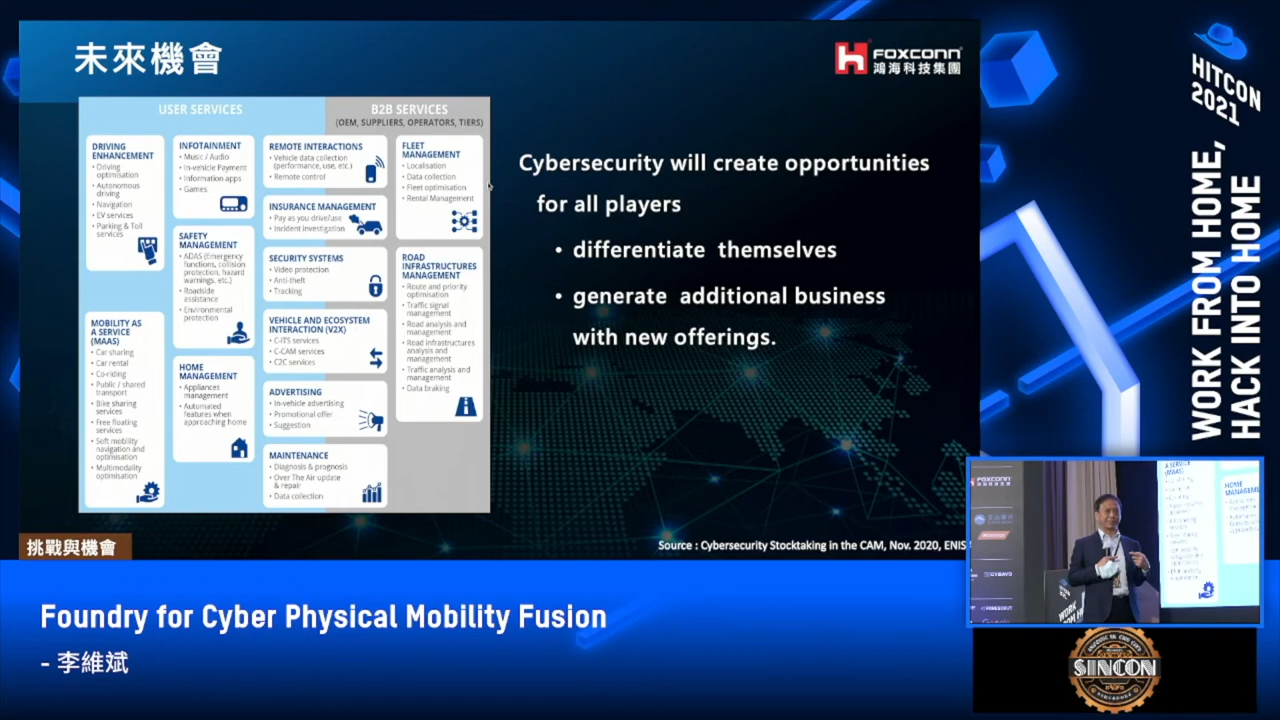 未來機會
FOXCONN
鴻海科技集團
USER SERVICES
B2B SERVICES
(OEM, SUPPLIERS, OPERATORS, TIERS)
DRIVING
ENHANCEMENT
• Driving
optimisation
• Autonomous
driving
• Navigation
• EV services
• Parking & Toll
services
MOBILITY AS
A SERVICE
(MAAS)
• Car sharing
• Car rental
• Co-riding
• Public / shared
transport
• Bike sharing
services
• Free floating
services
• Soft mobility
navigation and
optimisation
• Multimodality
optimisation
INFOTAINMENT
• Music / Audio
• In-vehicle Payment
• Information apps
• Games
SAFETY
MANAGEMENT
• ADAS (Emergency
functions, collision
protection, hazard
warnings, etc.)
• Roadside
assistance
• Environmental
protection
HOME
MANAGEMENT
• Appliances
management
• Automated
features when
approaching home
REMOTE INTERACTIONS
• Vehicle data collection
(performance, use, etc.)
• Remote control
INSURANCE MANAGEMENT
• Pay as you drive/use
• Incident investigation
SECURITY SYSTEMS
• Video protection
• Anti-theft
• Tracking
VEHICLE AND ECOSYSTEM
INTERACTION (V2X)
• C-ITS services
• C-CAM services
• C2C services
ADVERTISING
• In-vehicle advertising
• Promotional offer
• Suggestion
MAINTENANCE
• Diagnosis & prognosis
• Over The Air update
& repair
• Data collection
FLEET
MANAGEMENT
• Localisation
• Data collection
• Fleet optimisation
• Rental Management
ROAD
INFRASTRUCTURES
MANAGEMENT
• Route and priority
optimisation
• Traffic signal
management
• Road analysis and
management
• Road infrastructures
analysis and
management
• Traffic analysis and
management
• Data braking
Cybersecurity will create opportunities
for all players
• differentiate themselves
• generate additional business
with new offerings.
Source : Cybersecurity Stocktaking in the CAM, Nov. 2020, ENIS
挑戰與機會
Foundry for Cyber Physical Mobility Fusion
- 李維斌
HITCON
2021
WORK FROM HOME,
HACK INTO HOME
FOXCONN
A SERVICE
(MAAS)
HOME
SINCON